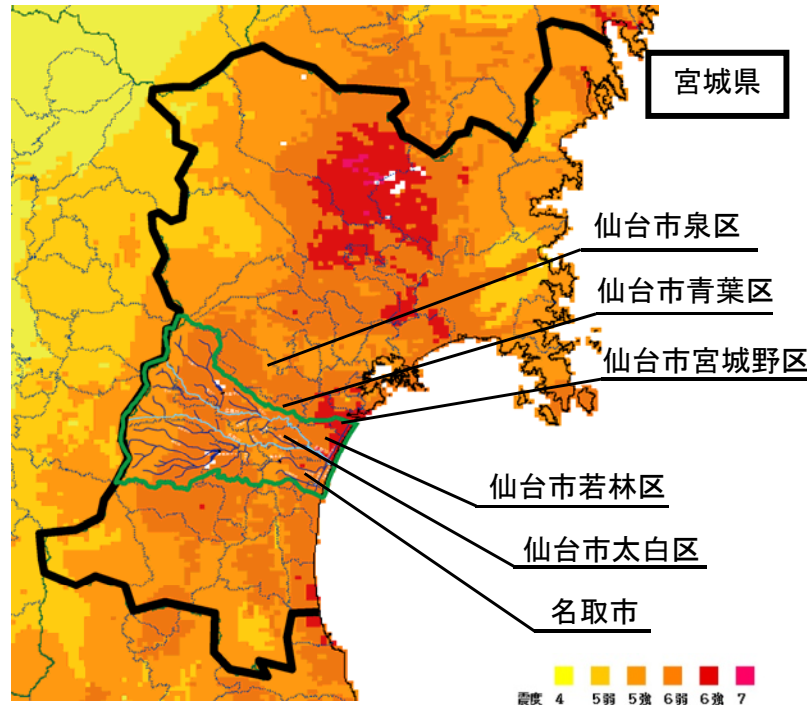 宮城県
仙台市泉区
仙台市青葉区
仙台市宮城野区
仙台市若林区
仙台市太白区
名取市
震度 4 5弱 5強 6弱 6強 7